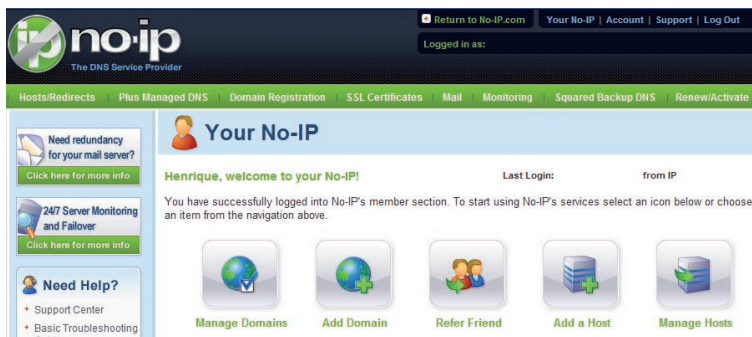 Return to No-IP.com
Your No-IP | Account | Support | Log Out
no·ip
The DNS Service Provider
Logged in as:
Hosts/Redirects | Plus Managed DNS | Domain Registration | SSL Certificates | Mail | Monitoring | Squared Backup DNS | Renew/Activate
Need redundancy
for your mail server?
Click here for more info
24/7 Server Monitoring
and Failover
Click here for more info
Need Help?
+ Support Center
+ Basic Troubleshooting
Your No-IP
Henrique, welcome to your No-IP!
Last Login: from IP
You have successfully logged into No-IP's member section. To start using No-IP's services select an icon below or choose
an item from the navigation above.
Manage Domains
Add Domain
Refer Friend
Add a Host
Manage Hosts